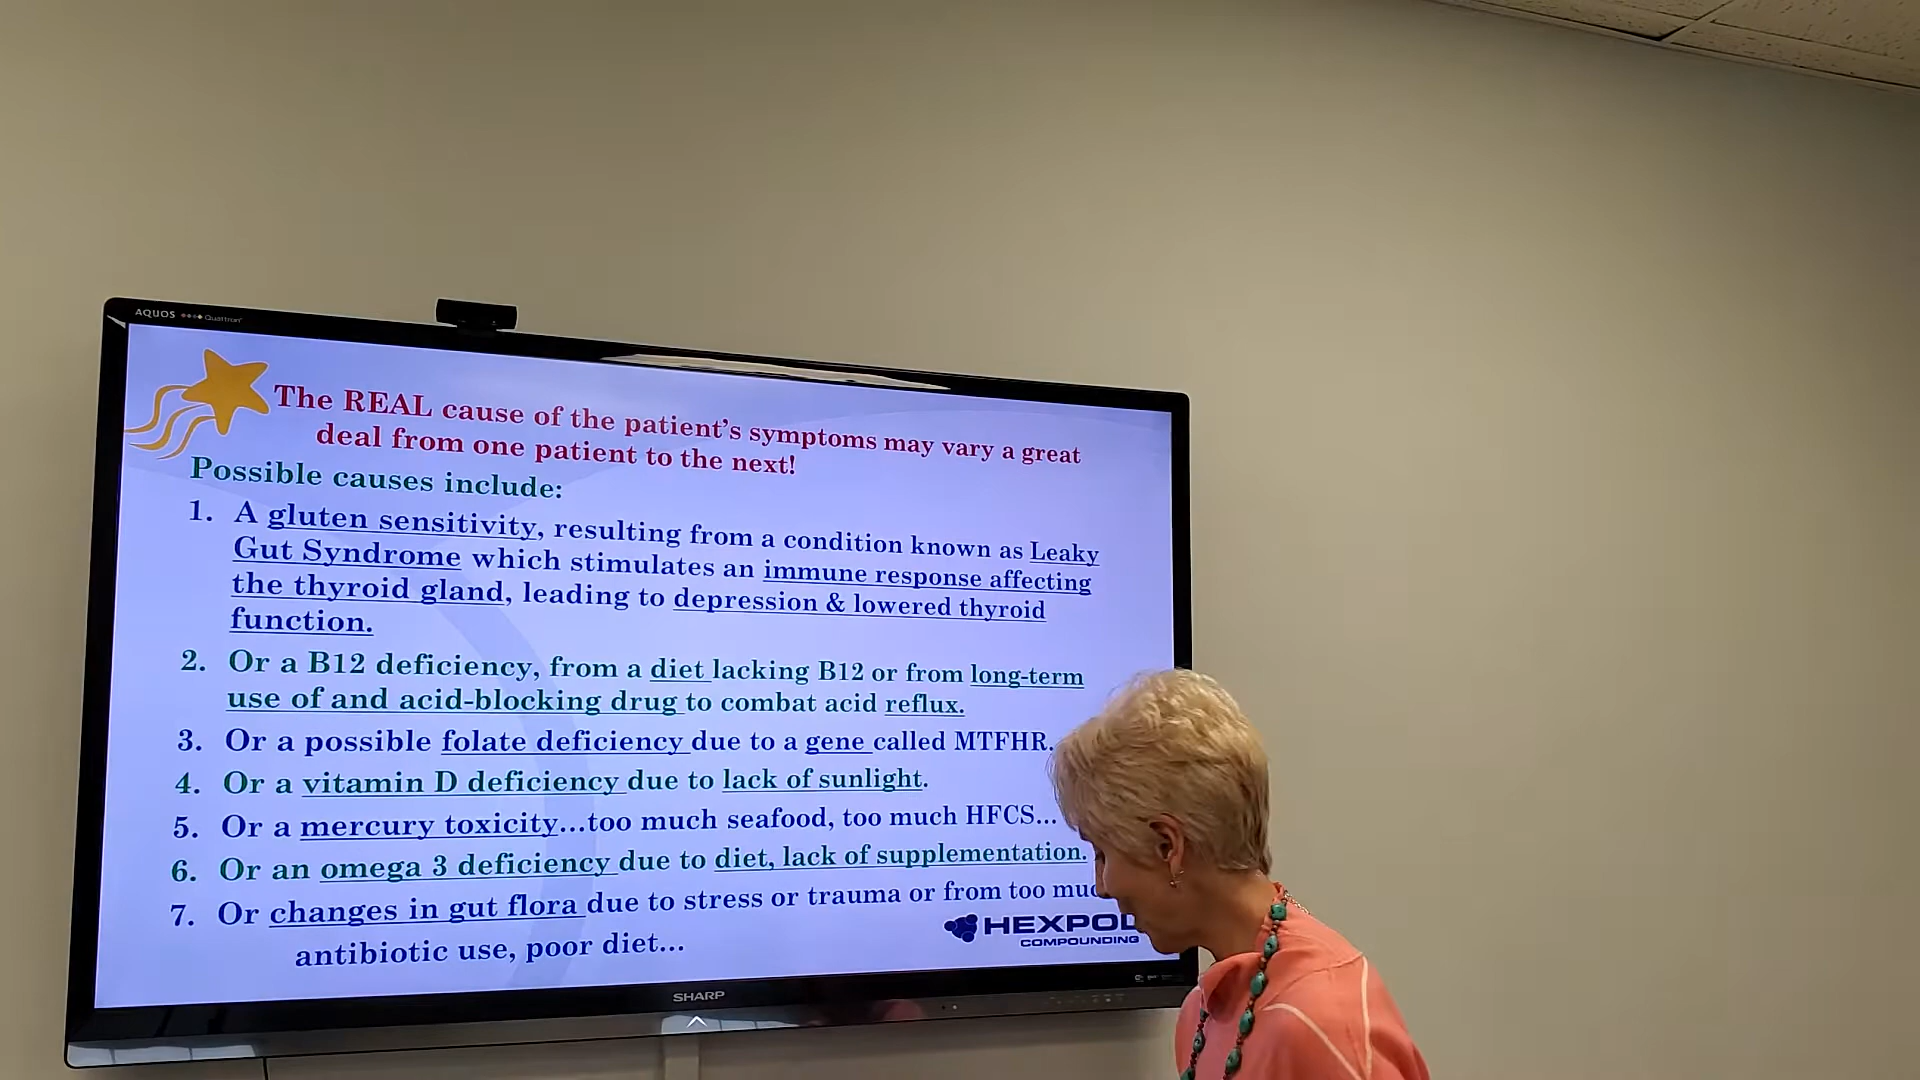 AQUOS Quattron
The REAL cause of the patient's symptoms may vary a great
deal from one patient to the next!
Possible causes include:
1. A gluten sensitivity, resulting from a condition known as Leaky
Gut Syndrome which stimulates an immune response affecting
the thyroid gland, leading to depression & lowered thyroid
function.
2. Or a B12 deficiency, from a diet lacking B12 or from long-term
use of and acid-blocking drug to combat acid reflux.
3. Or a possible folate deficiency due to a gene called MTFHR.
4. Or a vitamin D deficiency due to lack of sunlight.
5. Or a mercury toxicity...too much seafood, too much HFCS...
6. Or an omega 3 deficiency due to diet, lack of supplementation.
7. Or changes in gut flora due to stress or trauma or from too muc
antibiotic use, poor diet...
HEXPOL
COMPOUNDING
SHARP